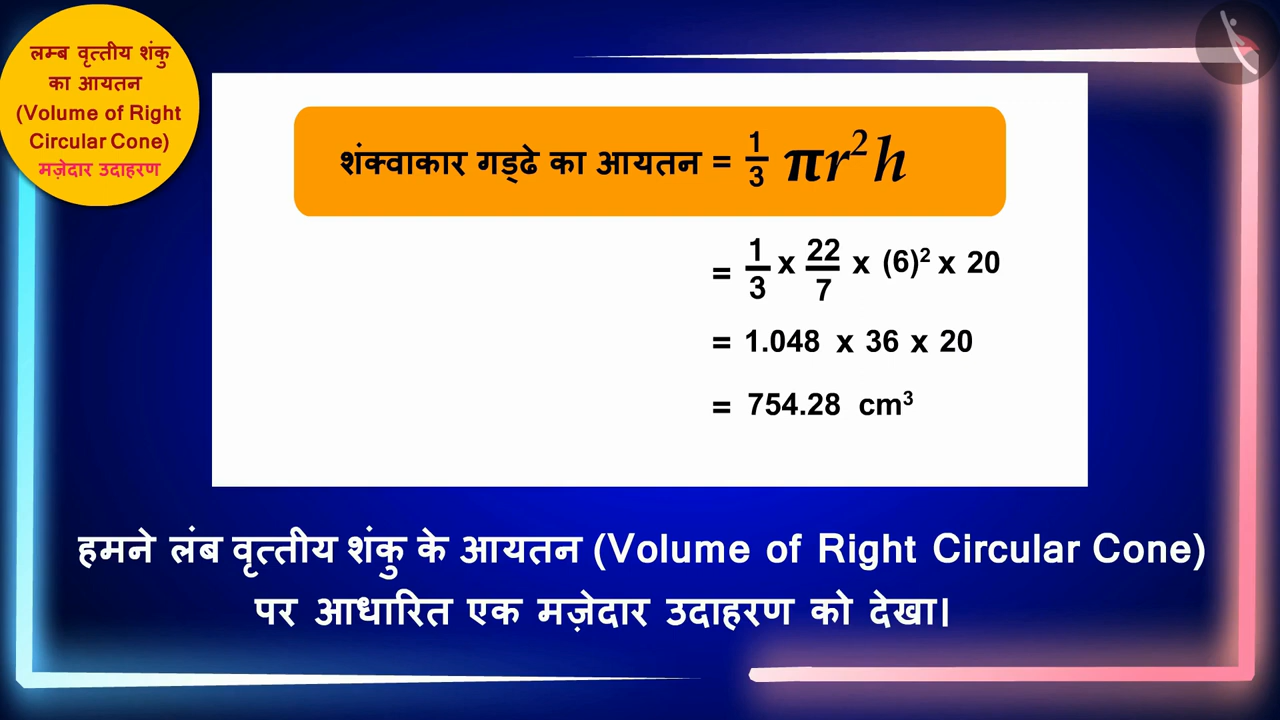 लम्ब वृत्तीय शंकु
का आयतन
(Volume of Right
Circular Cone)
मज़ेदार उदाहरण
शंक्वाकार गड्ढे का आयतन = 1/3 πr²h
= 1/3 x 22/7 x (6)² x 20
= 1.048 x 36 x 20
= 754.28 cm³
हमने लंब वृत्तीय शंकु के आयतन (Volume of Right Circular Cone)
पर आधारित एक मज़ेदार उदाहरण को देखा।